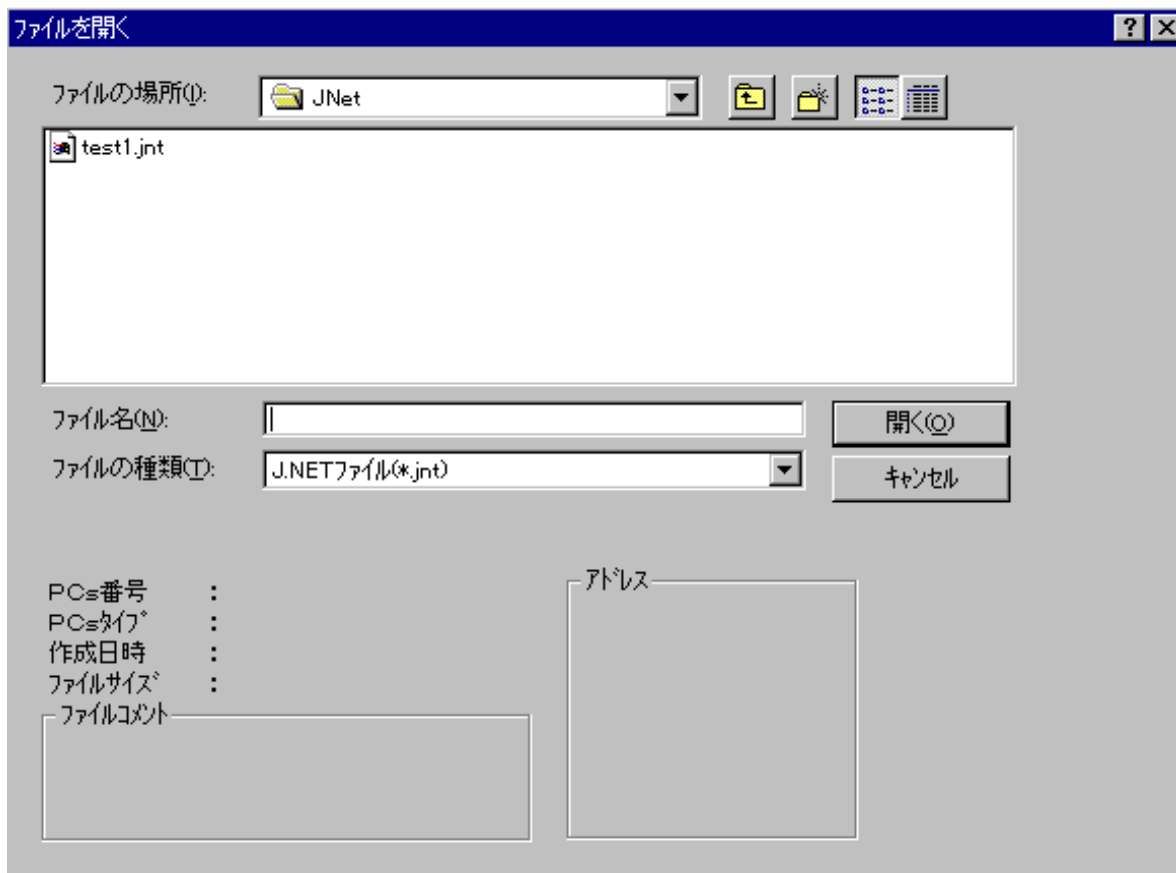 ファイルを開く
ファイルの場所(I):
JNet
test1.jnt
ファイル名(N):
開く(O)
ファイルの種類(T):
J.NETファイル(*.jnt)
キャンセル
PCs番号 :
PCsタイプ :
作成日時 :
ファイルサイズ :
ファイルコメント
アドレス